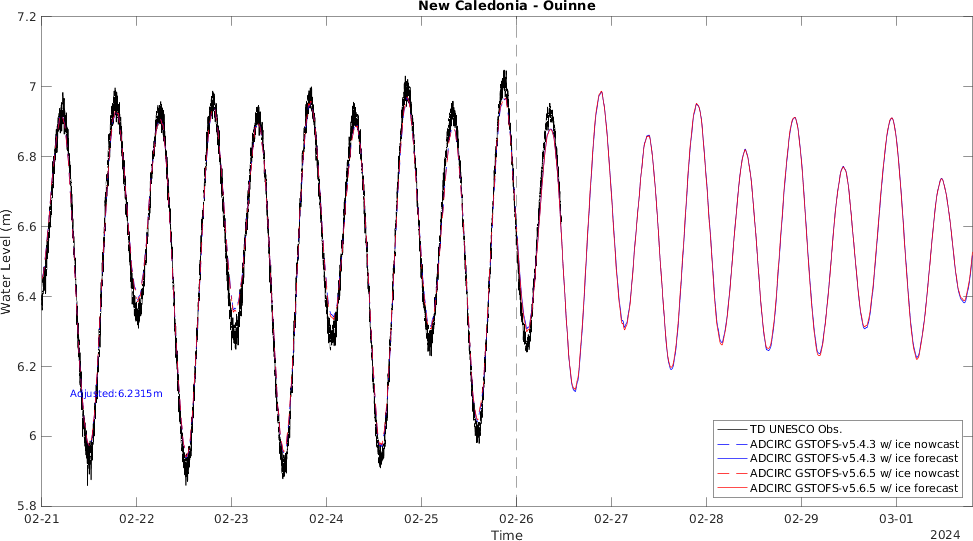 New Caledonia - Ouinne
7.2
7
6.8
6.6
6.4
6.2
6
5.8
Water Level (m)
Adjusted:6.2315m
TD UNESCO Obs.
ADCIRC GSTOFS-v5.4.3 w/ ice nowcast
ADCIRC GSTOFS-v5.4.3 w/ ice forecast
ADCIRC GSTOFS-v5.6.5 w/ ice nowcast
ADCIRC GSTOFS-v5.6.5 w/ ice forecast
02-21 02-22 02-23 02-24 02-25 02-26 02-27 02-28 02-29 03-01
Time
2024